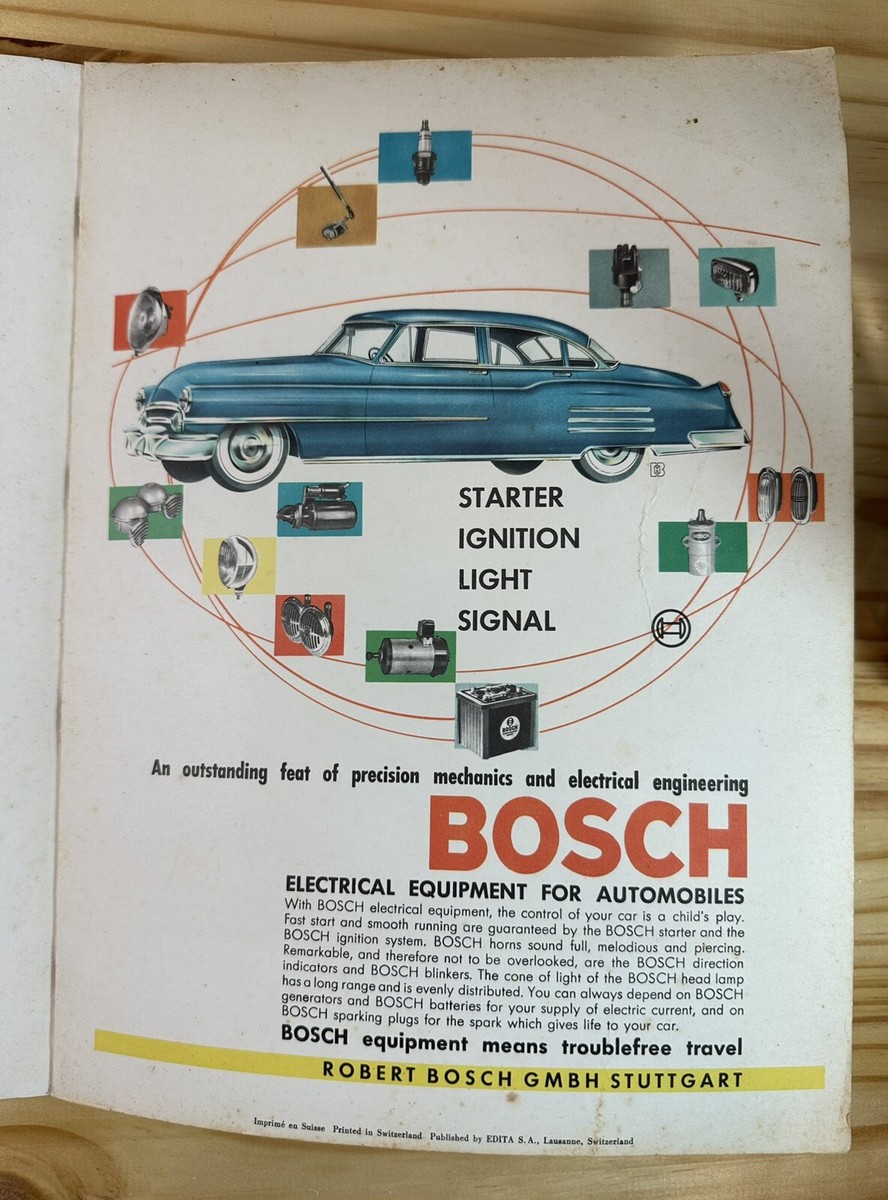 STARTER
IGNITION
LIGHT
SIGNAL
BOSCH
BOSCH
An outstanding feat of precision mechanics and electrical engineering
BOSCH
ELECTRICAL EQUIPMENT FOR AUTOMOBILES
With BOSCH electrical equipment, the control of your car is a child's play.
Fast start and smooth running are guaranteed by the BOSCH starter and the
BOSCH ignition system. BOSCH horns sound full, melodious and piercing.
Remarkable, and therefore not to be overlooked, are the BOSCH direction
indicators and BOSCH blinkers. The cone of light of the BOSCH head lamp
has a long range and is evenly distributed. You can always depend on BOSCH
generators and BOSCH batteries for your supply of electric current, and on
BOSCH sparking plugs for the spark which gives life to your car.
BOSCH equipment means troublefree travel
ROBERT BOSCH GMBH STUTTGART
Imprimé en Suisse Printed in Switzerland Published by EDITA S.A., Lausanne, Switzerland